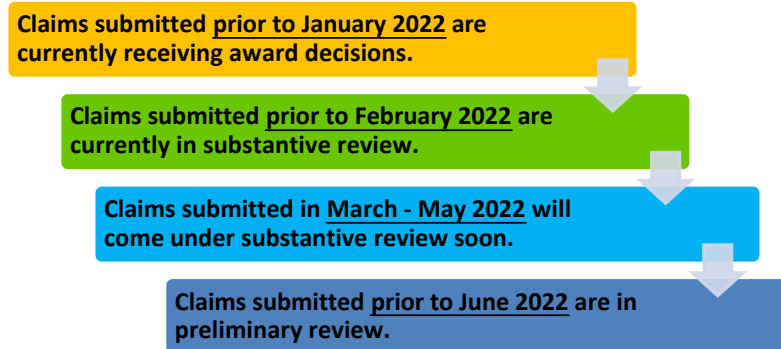 Claims submitted prior to January 2022 are
currently receiving award decisions.
Claims submitted prior to February 2022 are
currently in substantive review.
Claims submitted in March - May 2022 will
come under substantive review soon.
Claims submitted prior to June 2022 are in
preliminary review.